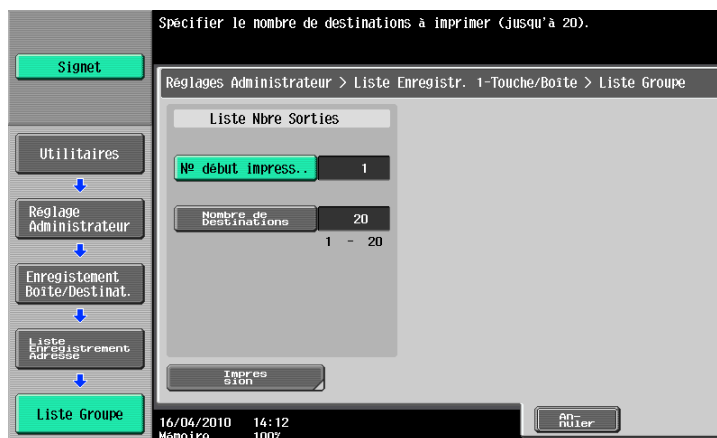 Spécifier le nombre de destinations à imprimer (jusqu'à 20).
Signet
Réglages Administrateur > Liste Enregistr. 1-Touche/Boîte > Liste Groupe
Liste Nbre Sorties
Utilitaires
Nº début impress..
1
Réglage
Administrateur
Nombre de
Destinations
20
1 - 20
Enregistement
Boîte/Destinat.
Liste
Enregistrement
Adresse
Impres
sion
Liste Groupe
An-
nuler
16/04/2010 14:12
Mémoire 100%